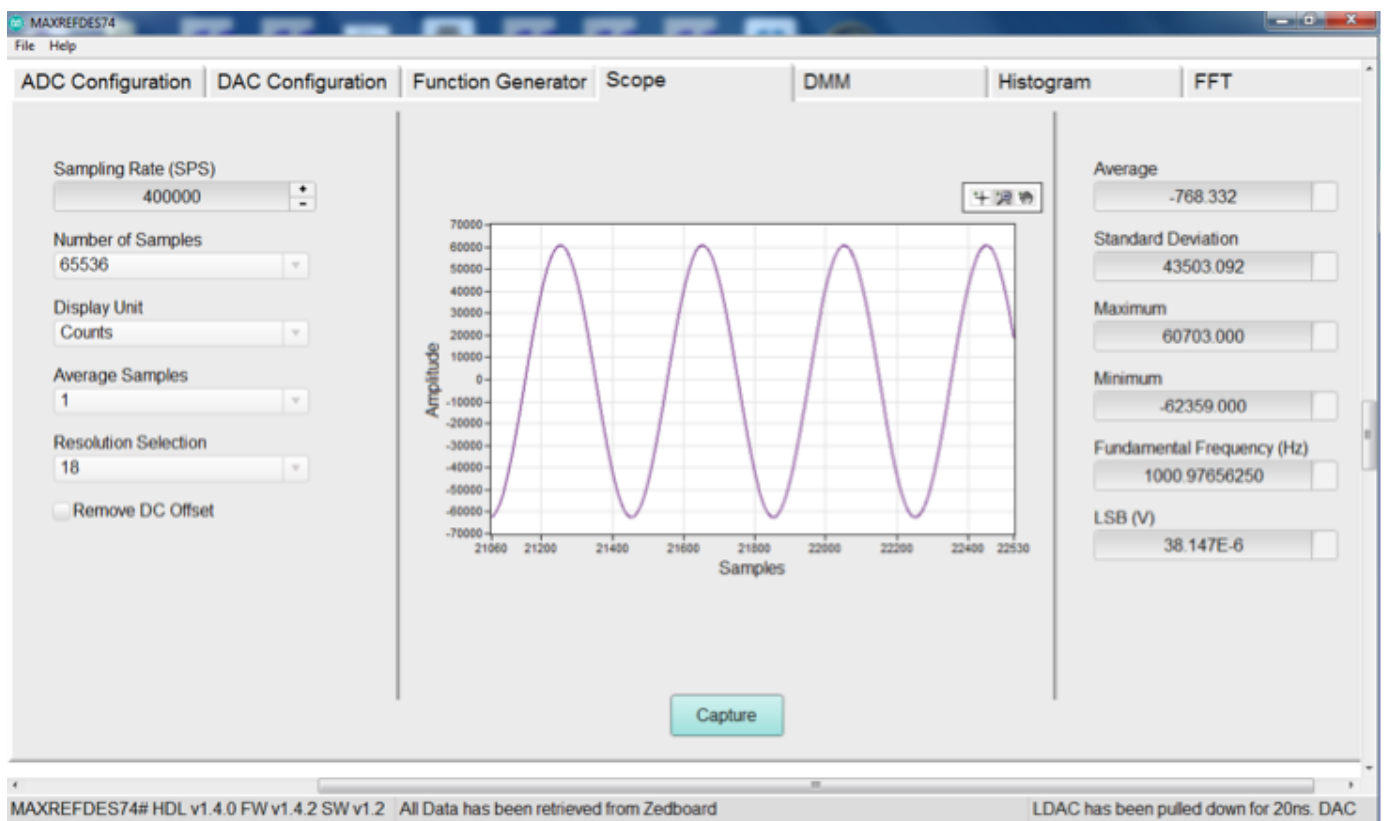 MAXREFDES74
File Help
ADC Configuration DAC Configuration Function Generator Scope DMM Histogram FFT
Sampling Rate (SPS)
400000
Number of Samples
65536
Display Unit
Counts
Average Samples
1
Resolution Selection
18
Remove DC Offset
70000
60000
50000
40000
30000
20000
10000
0
-10000
-20000
-30000
-40000
-50000
-60000
-70000
Amplitude
21060 21200 21400 21600 21800 22000 22200 22400 22530
Samples
Capture
Average
-768.332
Standard Deviation
43503.092
Maximum
60703.000
Minimum
-62359.000
Fundamental Frequency (Hz)
1000.97656250
LSB (V)
38.147E-6
MAXREFDES74# HDL v1.4.0 FW v1.4.2 SW v1.2 All Data has been retrieved from Zedboard LDAC has been pulled down for 20ns. DAC